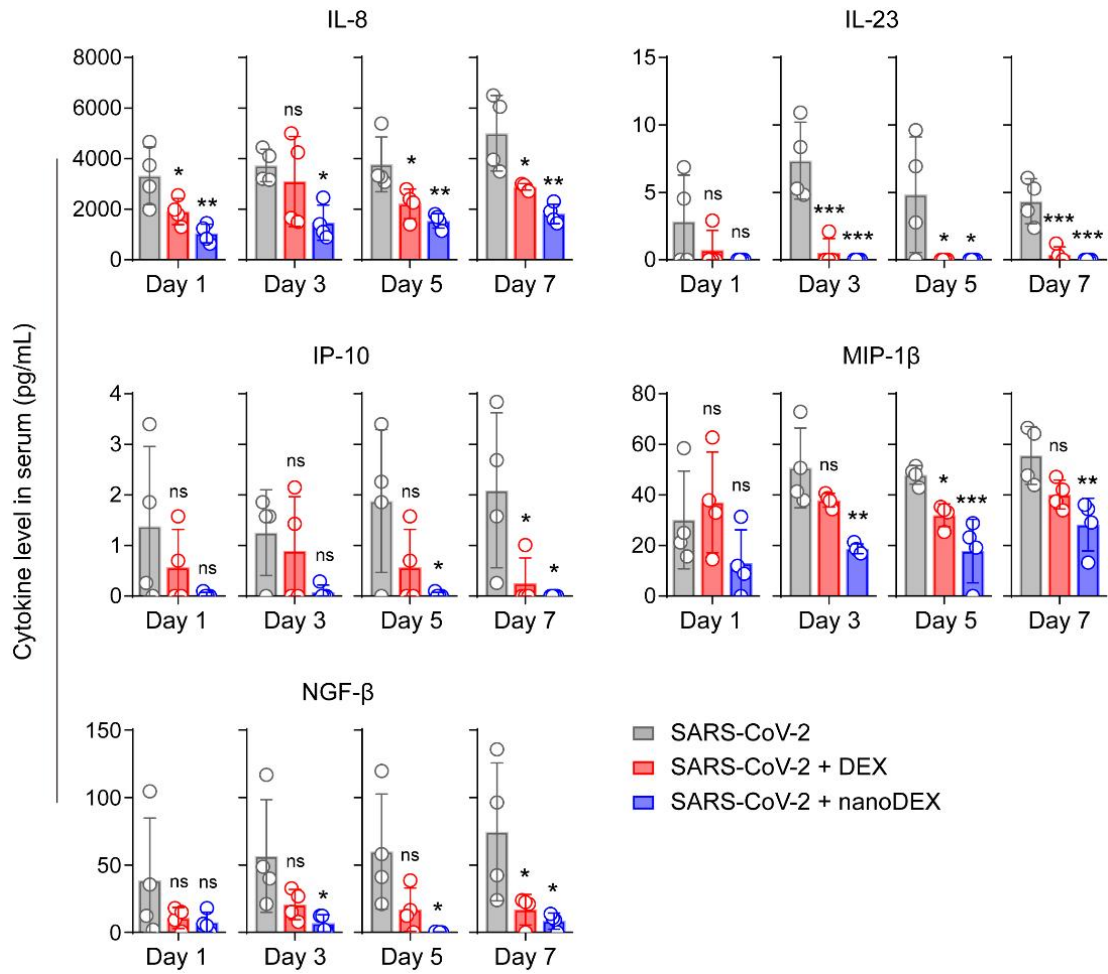 IL-8
8000
6000
4000
2000
0
* ** ns * * ** * **
Day 1 Day 3 Day 5 Day 7
IL-23
15
10
5
0
ns ns *** *** * * *** ***
Day 1 Day 3 Day 5 Day 7
Cytokine level in serum (pg/mL)
IP-10
4
3
2
1
0
ns ns ns ns ns * * *
Day 1 Day 3 Day 5 Day 7
MIP-1β
80
60
40
20
0
ns ns ns ** * *** ns **
Day 1 Day 3 Day 5 Day 7
NGF-β
150
100
50
0
ns ns ns * ns * * *
Day 1 Day 3 Day 5 Day 7
SARS-CoV-2
SARS-CoV-2 + DEX
SARS-CoV-2 + nanoDEX